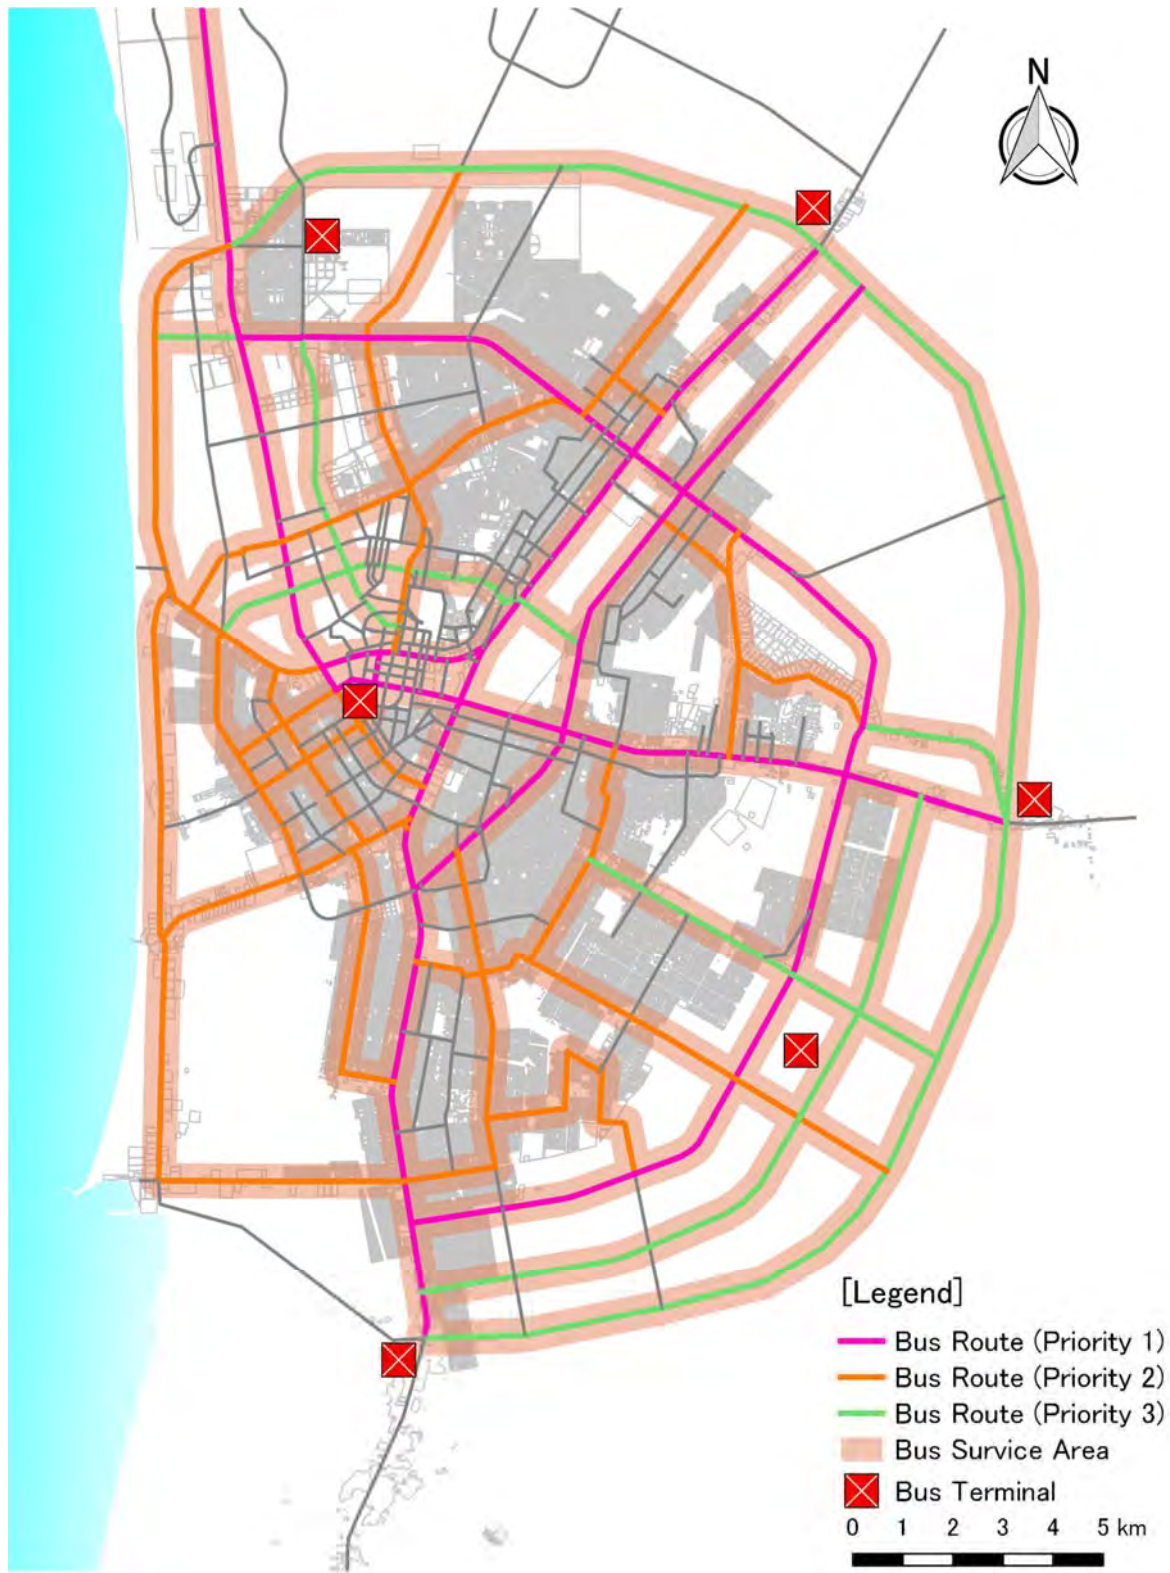 N
[Legend]
Bus Route (Priority 1)
Bus Route (Priority 2)
Bus Route (Priority 3)
Bus Survice Area
Bus Terminal
0 1 2 3 4 5 km